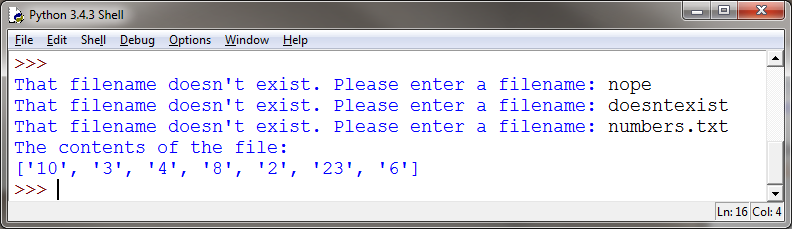 Python 3.4.3 Shell
File Edit Shell Debug Options Window Help
>>>
That filename doesn't exist. Please enter a filename: nope
That filename doesn't exist. Please enter a filename: doesntexist
That filename doesn't exist. Please enter a filename: numbers.txt
The contents of the file:
['10', '3', '4', '8', '2', '23', '6']
>>>
Ln: 16 Col: 4